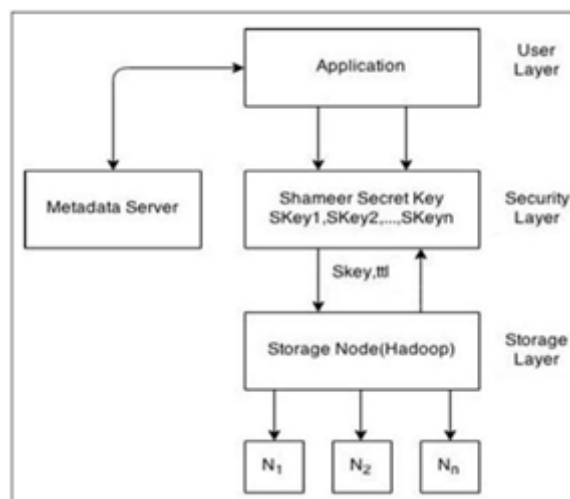 Application
User
Layer
Metadata Server
Shameer Secret Key
SKey1,SKey2,...,SKeyn
Security
Layer
Skey,ttl
Storage Node(Hadoop)
Storage
Layer
N1
N2
Nn